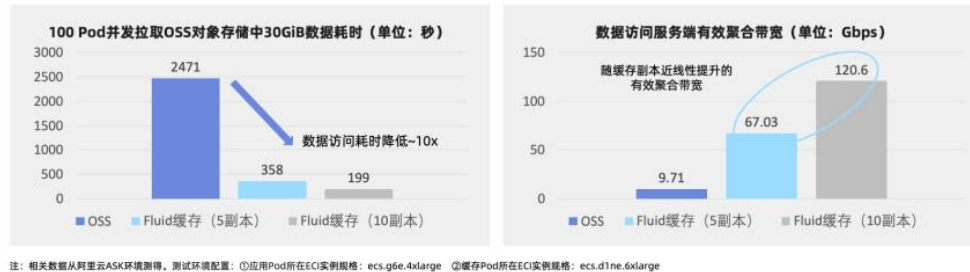 100 Pod并发拉取OSS对象存储中30GiB数据耗时（单位：秒）
3000
2500
2000
1500
1000
500
0
2471
358
199
数据访问耗时降低~10x
OSS
Fluid缓存（5副本）
Fluid缓存（10副本）
数据访问服务端有效聚合带宽（单位：Gbps）
150
100
50
0
随缓存副本近线性提升的
有效聚合带宽
9.71
67.03
120.6
OSS
Fluid缓存（5副本）
Fluid缓存（10副本）
注：相关数据从阿里云ASK环境测得。测试环境配置：①应用Pod所在ECI实例规格：ecs.g6e.4xlarge ②缓存Pod所在ECI实例规格：ecs.d1ne.6xlarge